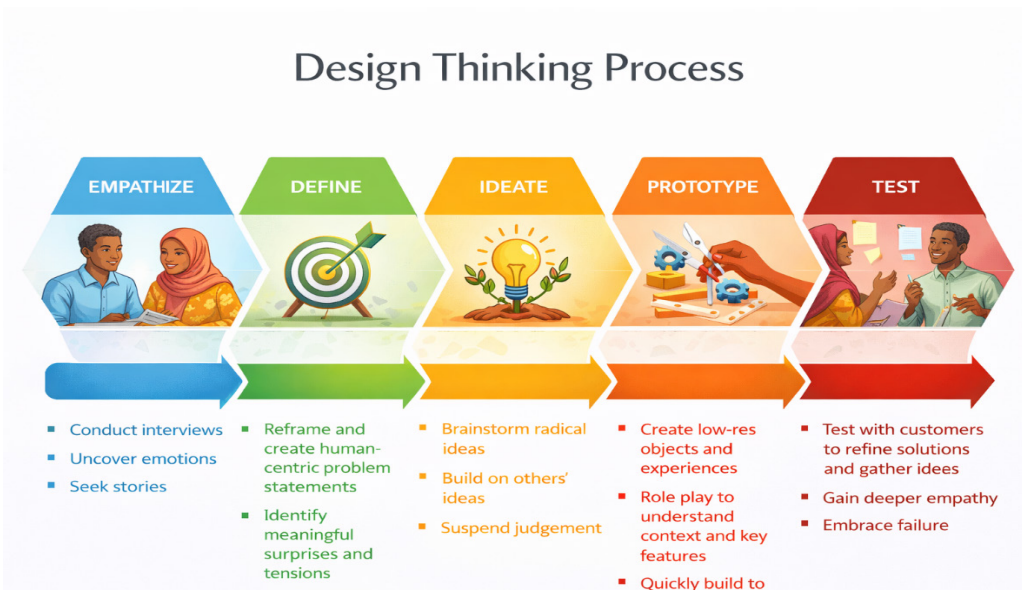 Design Thinking Process
EMPATHIZE
DEFINE
IDEATE
PROTOTYPE
TEST
Conduct interviews
Uncover emotions
Seek stories
Reframe and
create human-
centric problem
statements
Identify
meaningful
surprises and
tensions
Brainstorm radical
ideas
Build on others'
ideas
Suspend judgement
Create low-res
objects and
experiences
Role play to
understand
context and key
features
Quickly build to
Test with customers
to refine solutions
and gather idees
Gain deeper empathy
Embrace failure